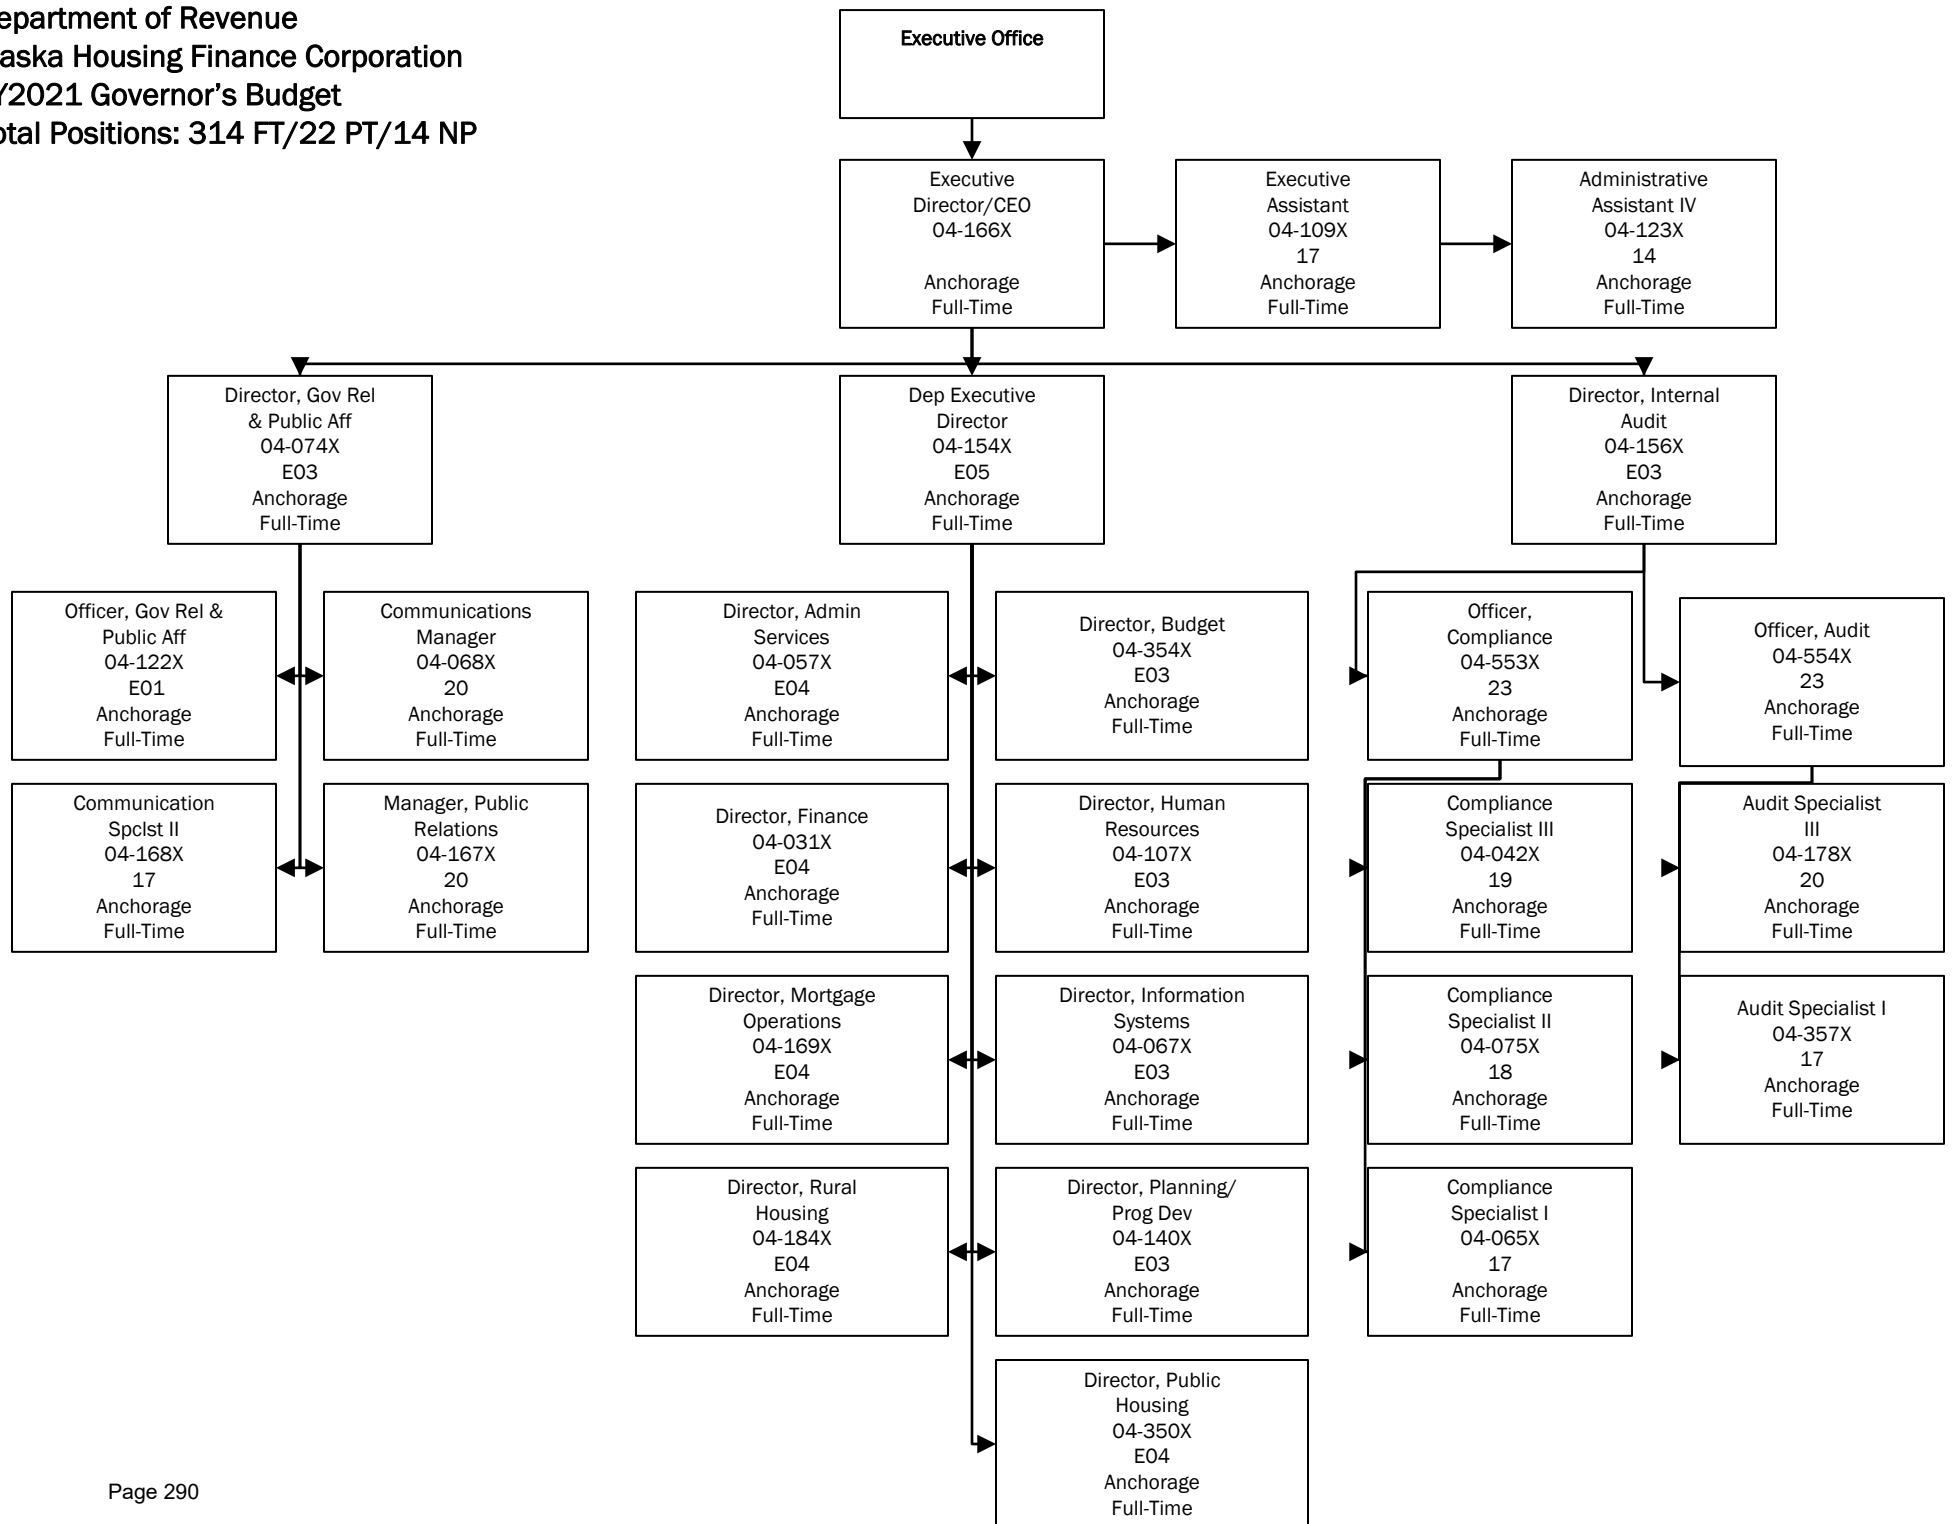 epartment of Revenue
aska Housing Finance Corporation
Y2021 Governor's Budget
otal Positions: 314 FT/22 PT/14 NP
Executive Office
Executive
Director/CEO
04-166X
Anchorage
Full-Time
Executive
Assistant
04-109X
17
Anchorage
Full-Time
Administrative
Assistant IV
04-123X
14
Anchorage
Full-Time
Director, Gov Rel
& Public Aff
04-074X
E03
Anchorage
Full-Time
Dep Executive
Director
04-154X
E05
Anchorage
Full-Time
Director, Internal
Audit
04-156X
E03
Anchorage
Full-Time
Officer, Gov Rel &
Public Aff
04-122X
E01
Anchorage
Full-Time
Communications
Manager
04-068X
20
Anchorage
Full-Time
Director, Admin
Services
04-057X
E04
Anchorage
Full-Time
Director, Budget
04-354X
E03
Anchorage
Full-Time
Officer,
Compliance
04-553X
23
Anchorage
Full-Time
Officer, Audit
04-554X
23
Anchorage
Full-Time
Communication
Spclst II
04-168X
17
Anchorage
Full-Time
Manager, Public
Relations
04-167X
20
Anchorage
Full-Time
Director, Finance
04-031X
E04
Anchorage
Full-Time
Director, Human
Resources
04-107X
E03
Anchorage
Full-Time
Compliance
Specialist III
04-042X
19
Anchorage
Full-Time
Audit Specialist
III
04-178X
20
Anchorage
Full-Time
Director, Mortgage
Operations
04-169X
E04
Anchorage
Full-Time
Director, Information
Systems
04-067X
E03
Anchorage
Full-Time
Compliance
Specialist II
04-075X
18
Anchorage
Full-Time
Audit Specialist I
04-357X
17
Anchorage
Full-Time
Director, Rural
Housing
04-184X
E04
Anchorage
Full-Time
Director, Planning/
Prog Dev
04-140X
E03
Anchorage
Full-Time
Compliance
Specialist I
04-065X
17
Anchorage
Full-Time
Director, Public
Housing
04-350X
E04
Anchorage
Full-Time
Page 290